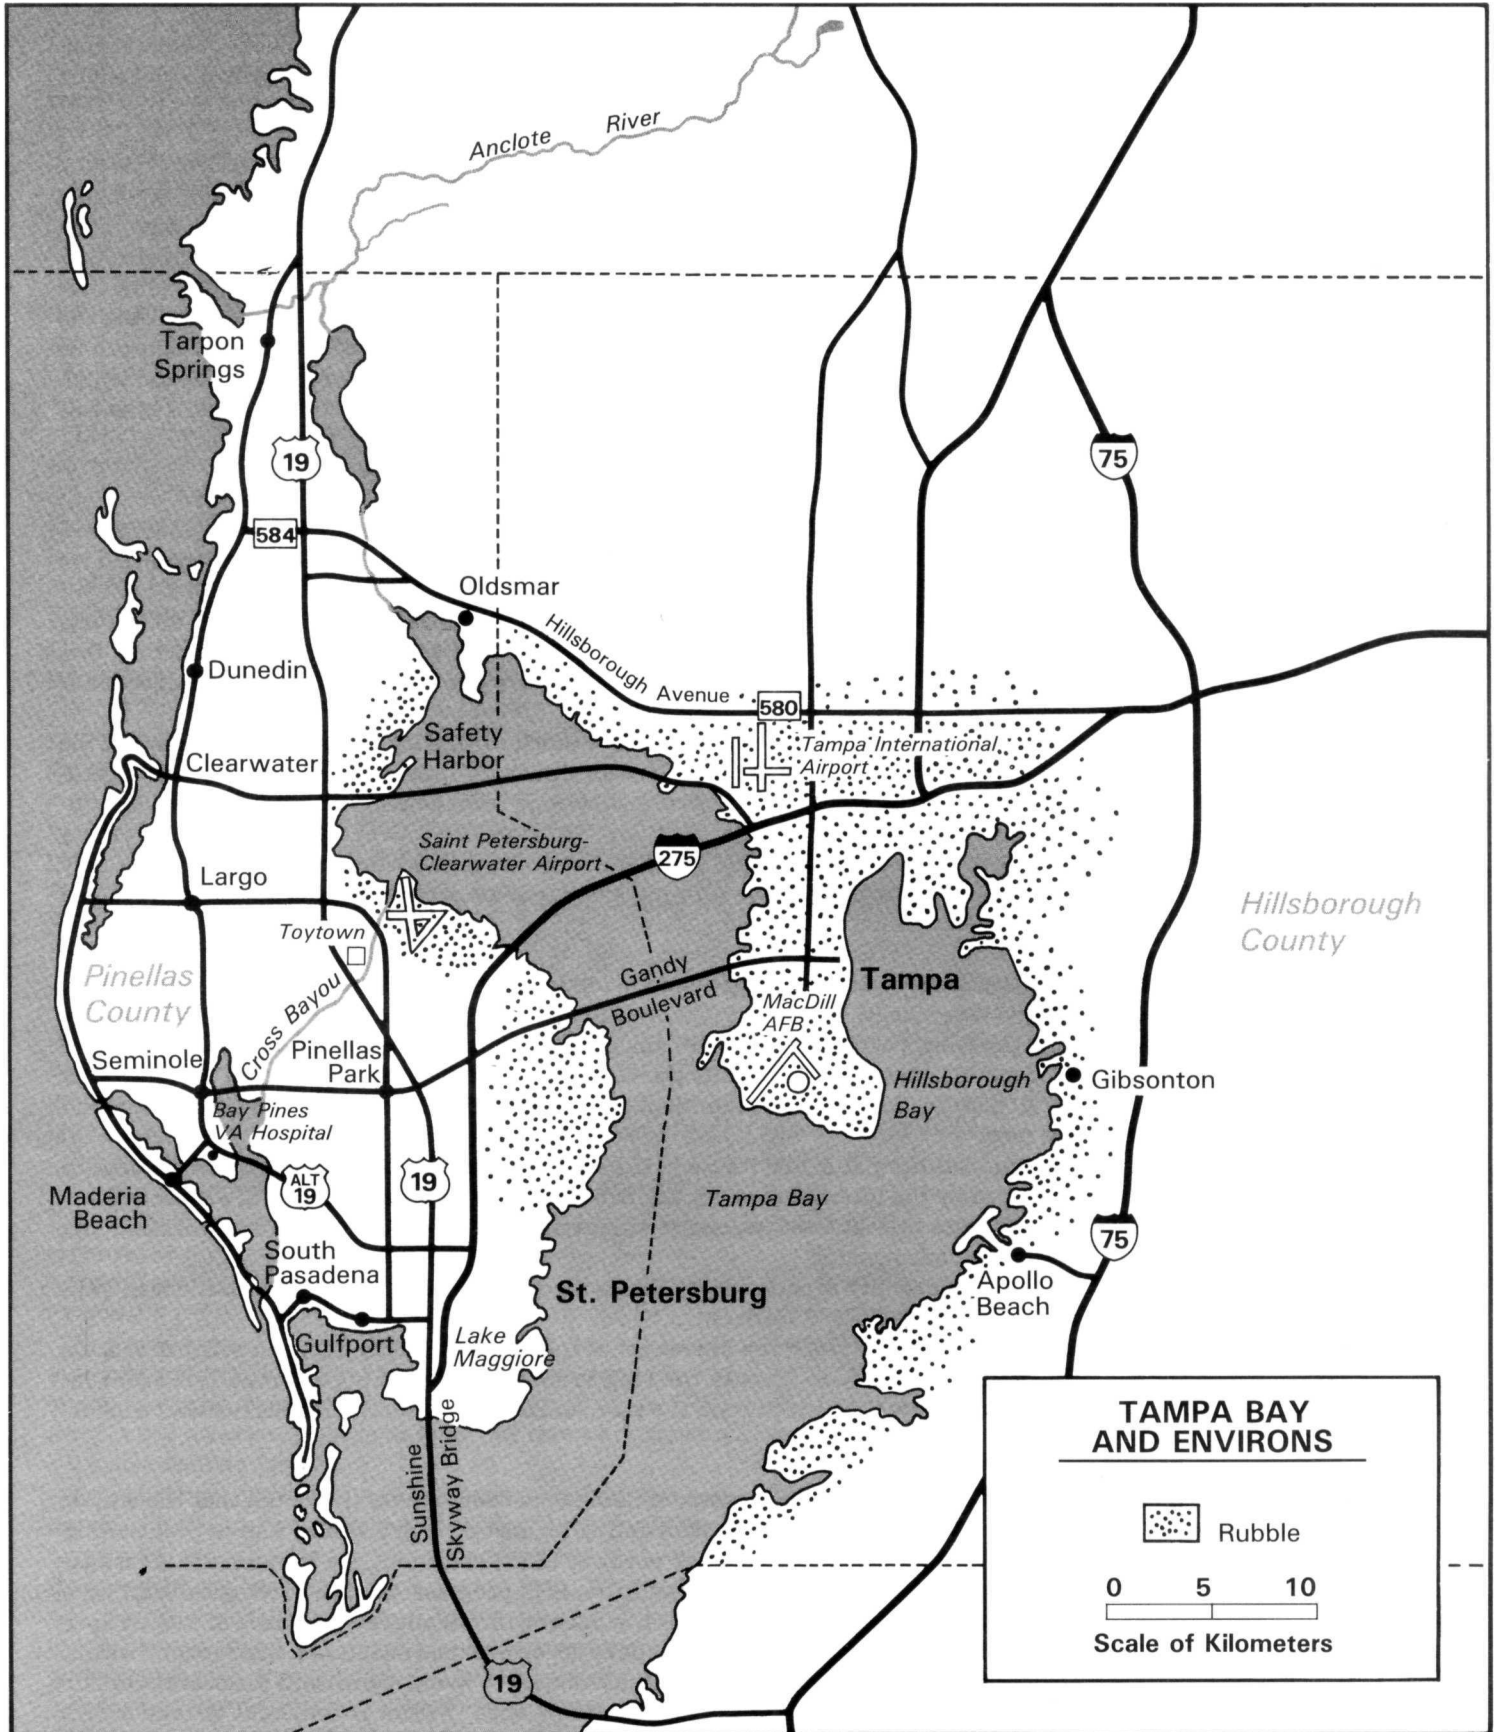 Anclote River
Tarpon
Springs
19
75
584
Oldsmar
Hillsborough Avenue
580
Dunedin
Safety
Harbor
Tampa International
Airport
Clearwater
Saint Petersburg-
Clearwater Airport
275
Largo
Toytown
Hillsborough
County
Pinellas
County
Gandy
Boulevard
Tampa
MacDill
AFB
Cross Bayou
Seminole
Pinellas
Park
Hillsborough
Bay
Gibsonton
Bay Pines
VA Hospital
ALT
19
19
Maderia
Beach
Tampa Bay
75
South
Pasadena
St. Petersburg
Apollo
Beach
Gulfport
Lake
Maggiore
Sunshine
Skyway Bridge
19
TAMPA BAY
AND ENVIRONS
Rubble
0 5 10
Scale of Kilometers